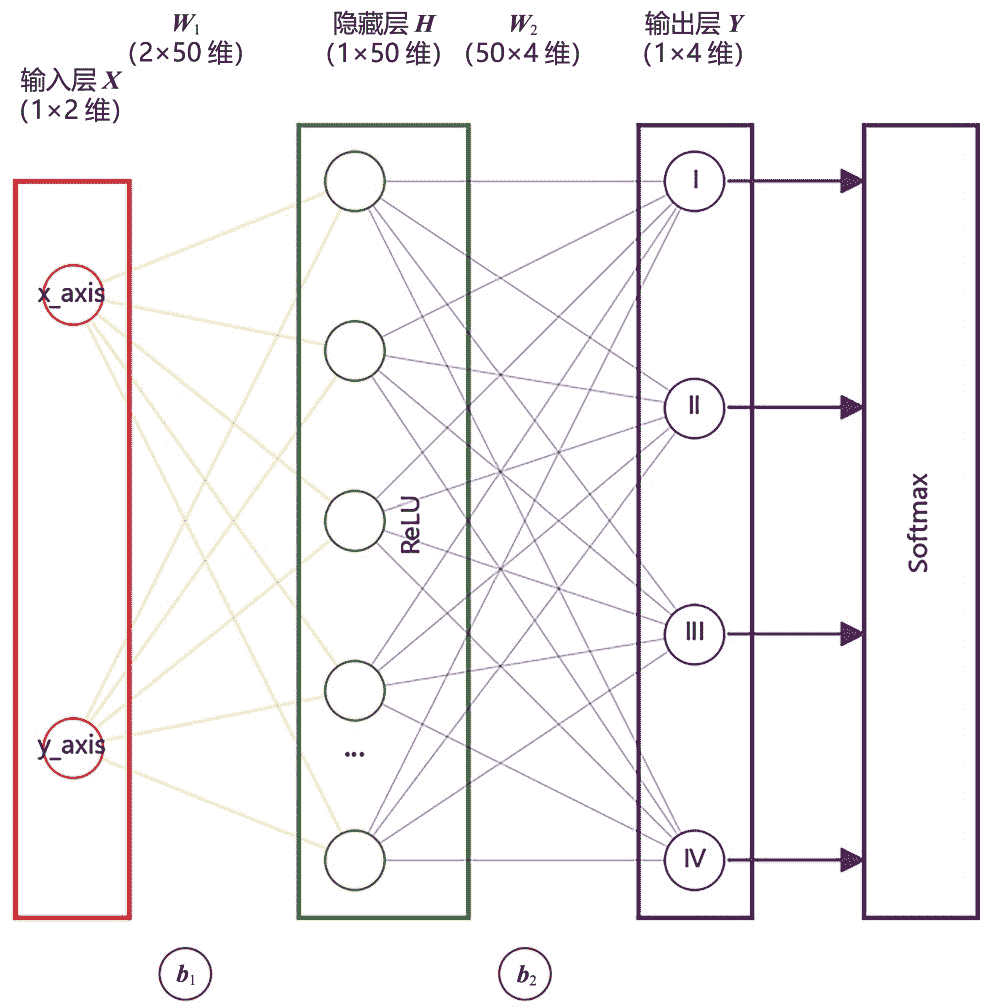 W₁
(2×50 维)
隐藏层 H
(1×50 维)
W₂
(50×4 维)
输出层 Y
(1×4 维)
输入层 X
(1×2 维)
x_axis
y_axis
ReLU
...
I
II
III
IV
Softmax
b₁
b₂